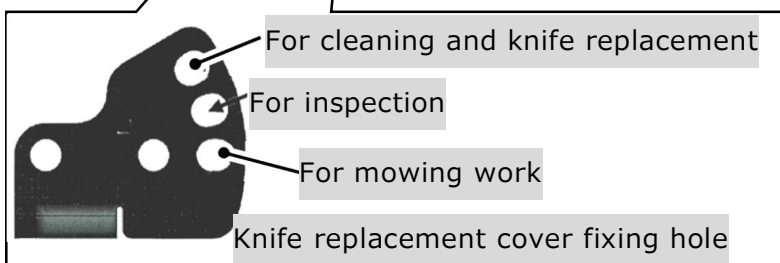 For cleaning and knife replacement
For inspection
For mowing work
Knife replacement cover fixing hole